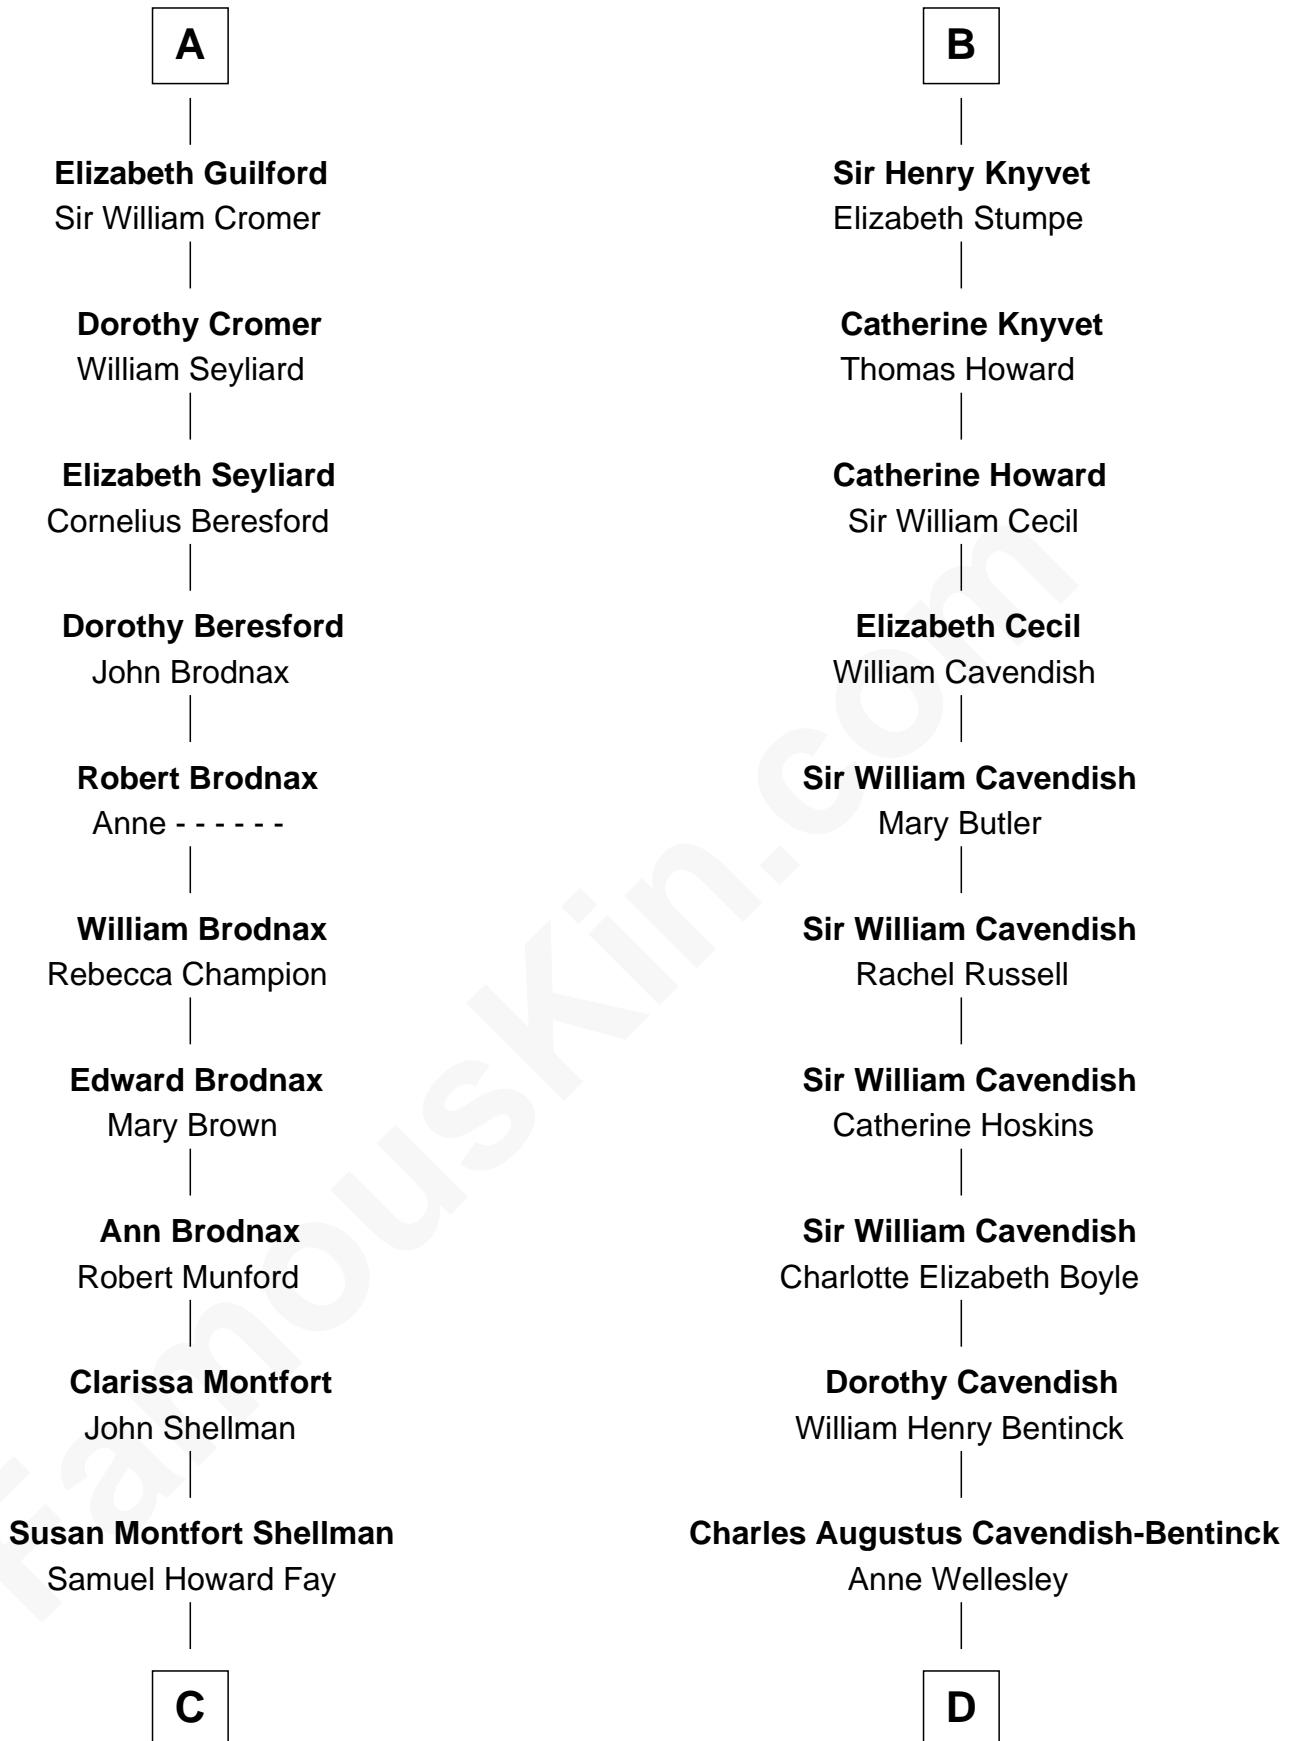 A
Elizabeth Guilford
Sir William Cromer
Dorothy Cromer
William Seyliard
Elizabeth Seyliard
Cornelius Beresford
Dorothy Beresford
John Brodnax
Robert Brodnax
Anne - - - - - -
William Brodnax
Rebecca Champion
Edward Brodnax
Mary Brown
Ann Brodnax
Robert Munford
Clarissa Montfort
John Shellman
Susan Montfort Shellman
Samuel Howard Fay
C
B
Sir Henry Knyvet
Elizabeth Stumpe
Catherine Knyvet
Thomas Howard
Catherine Howard
Sir William Cecil
Elizabeth Cecil
William Cavendish
Sir William Cavendish
Mary Butler
Sir William Cavendish
Rachel Russell
Sir William Cavendish
Catherine Hoskins
Sir William Cavendish
Charlotte Elizabeth Boyle
Dorothy Cavendish
William Henry Bentinck
Charles Augustus Cavendish-Bentinck
Anne Wellesley
D
FamousKin.com